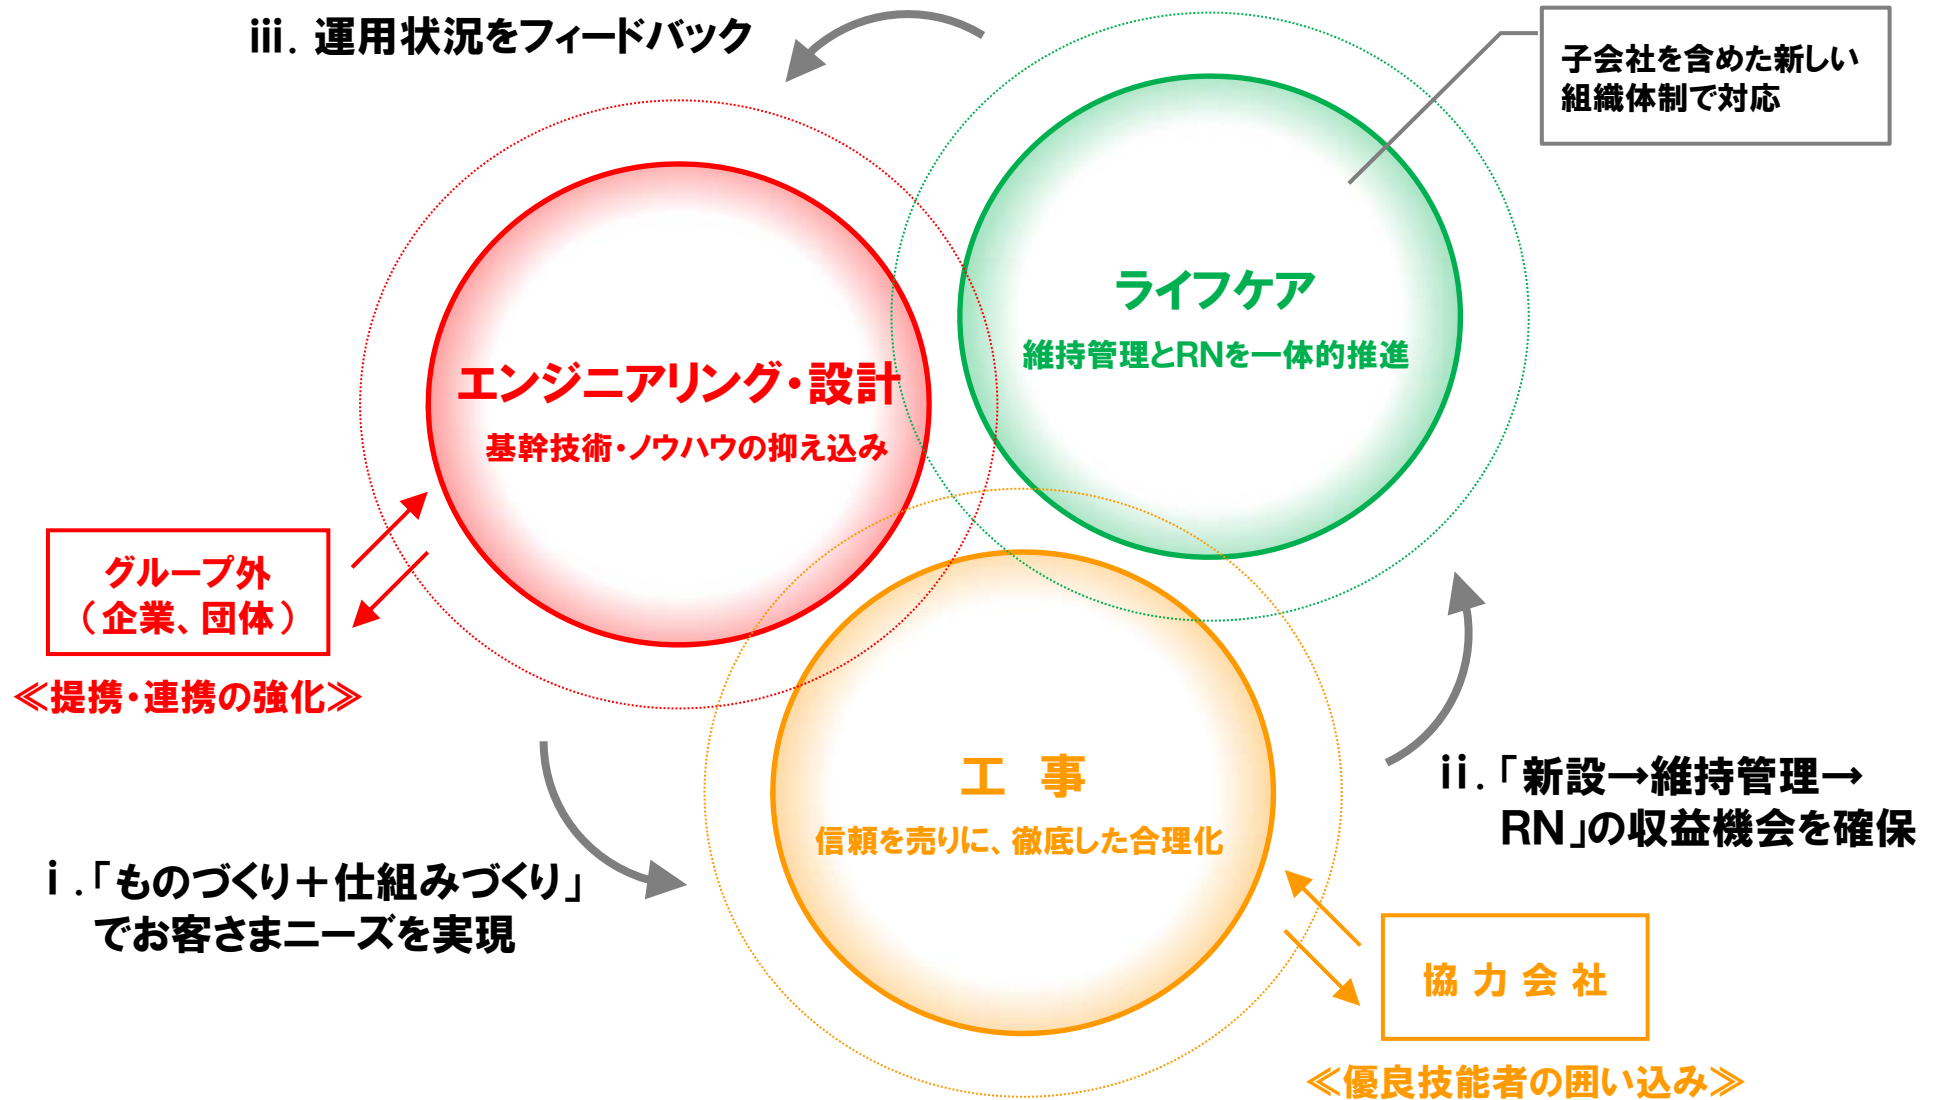 iii. 運用状況をフィードバック
子会社を含めた新しい
組織体制で対応
ライフケア
維持管理とRNを一体的推進
エンジニアリング・設計
基幹技術・ノウハウの抑え込み
グループ外
（企業、団体）
≪提携・連携の強化≫
工 事
信頼を売りに、徹底した合理化
ii.「新設→維持管理→
RN」の収益機会を確保
i.「ものづくり＋仕組みづくり」
でお客さまニーズを実現
協力会社
≪優良技能者の囲い込み≫